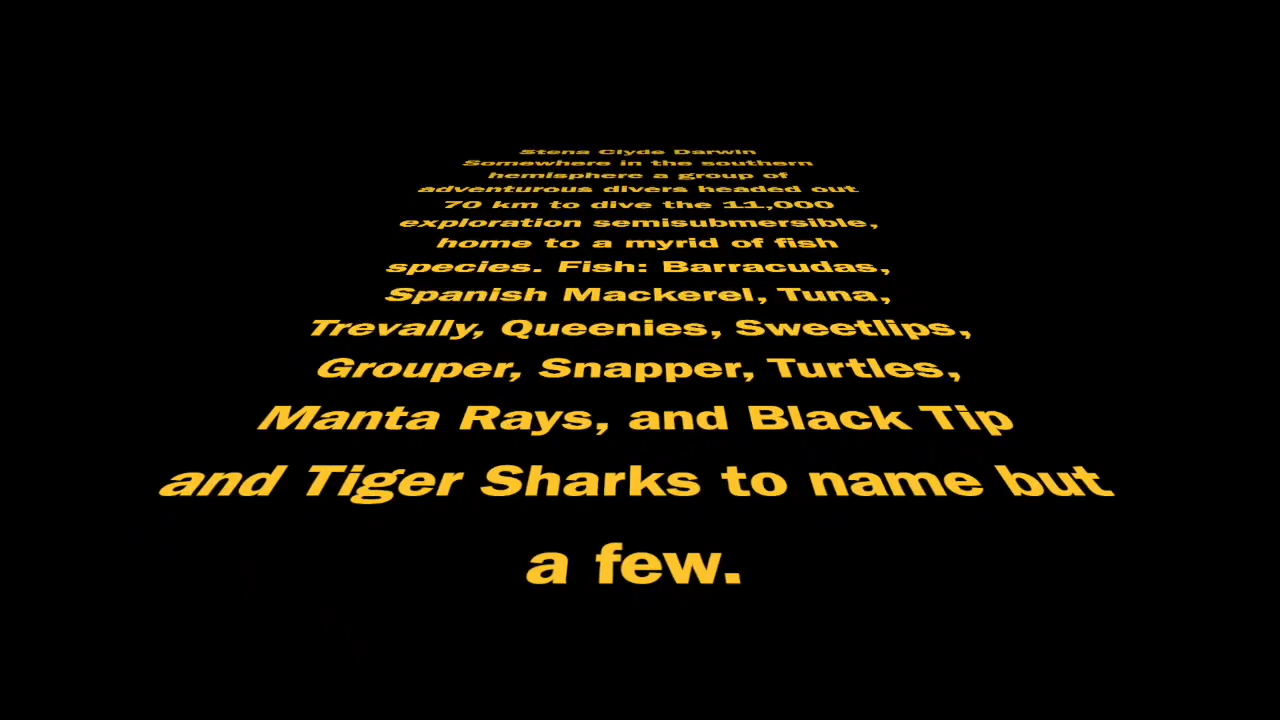 Stena Clyde Darwin
Somewhere in the southern
hemisphere a group of
adventurous divers headed out
70 km to dive the 11,000
exploration semisubmersible,
home to a myrid of fish
species. Fish: Barracudas,
Spanish Mackerel, Tuna,
Trevally, Queenies, Sweetlips,
Grouper, Snapper, Turtles,
Manta Rays, and Black Tip
and Tiger Sharks to name but
a few.